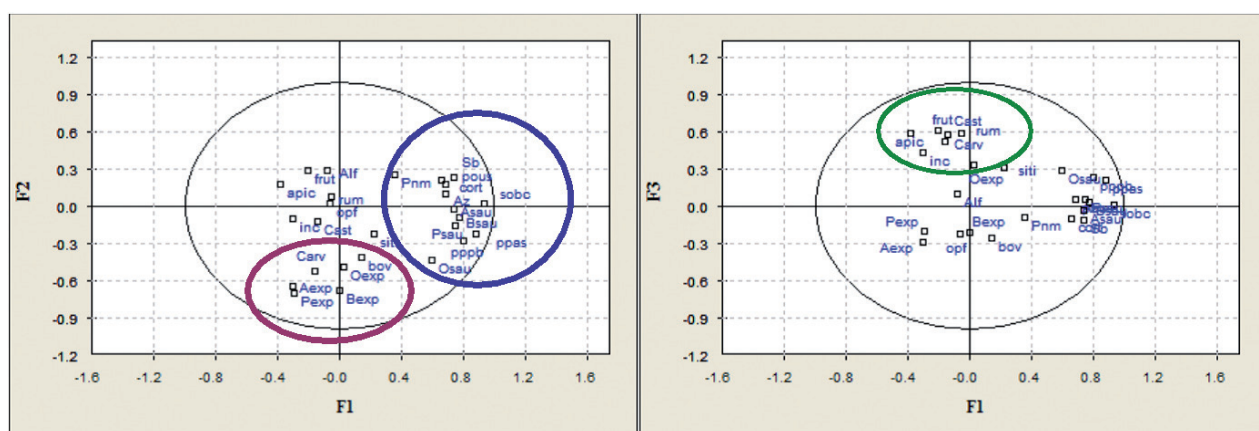 F2
1.2
0.9
0.6
0.3
0.0
-0.3
-0.6
-0.9
-1.2
-1.6 -1.2 -0.8 -0.4 -0.0 0.4 0.8 1.2 1.6
F1
frut Alf
apic
rum
opf
inc Cast
siti
Carv
bov
Oexp
Aexp
Pexp Bexp
Sb
Pnm pous
cort
Az sobc
Asau
Psau Bsau
ppas
pppb
Osau
F3
1.2
0.9
0.6
0.3
0.0
-0.3
-0.6
-0.9
-1.2
-1.6 -1.2 -0.8 -0.4 -0.0 0.4 0.8 1.2 1.6
F1
frut Cast rum
apic Carv
inc
Oexp siti
Osau pppb
ppas
Alf
Pexp Bexp Pnm
sobc
Asau
Sb
Aexp opf bov